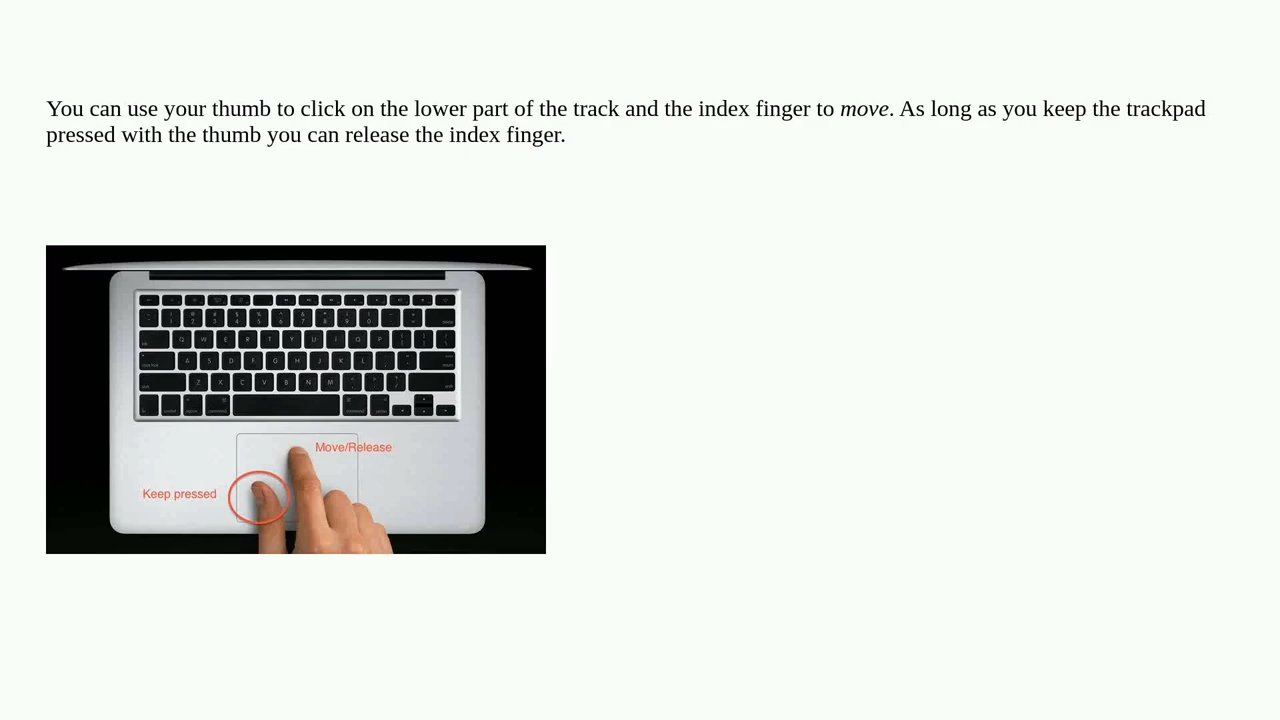 You can use your thumb to click on the lower part of the track and the index finger to move. As long as you keep the trackpad
pressed with the thumb you can release the index finger.
Q W E R T Y U I O P
A S D F G H J K L
Z X C V B N M
Move/Release
Keep pressed